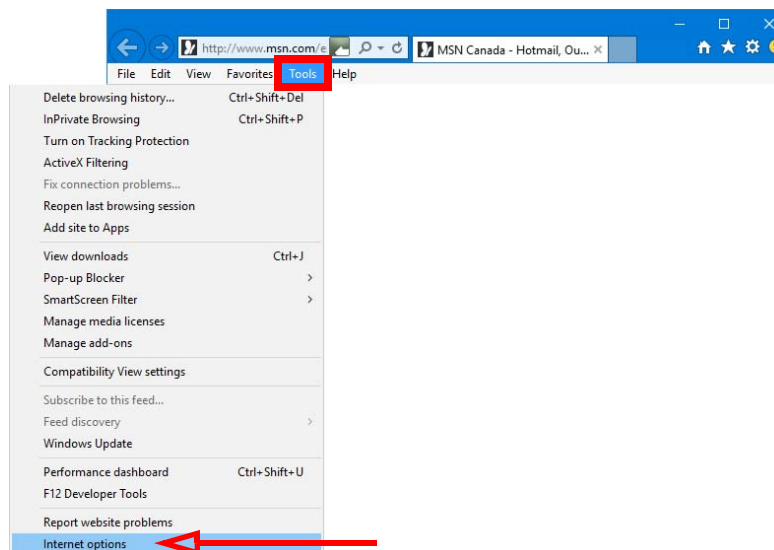 http://www.msn.com/e
MSN Canada - Hotmail, Ou...
File Edit View Favorites Tools Help
Delete browsing history... Ctrl+Shift+Del
InPrivate Browsing Ctrl+Shift+P
Turn on Tracking Protection
ActiveX Filtering
Fix connection problems...
Reopen last browsing session
Add site to Apps
View downloads Ctrl+J
Pop-up Blocker
SmartScreen Filter
Manage media licenses
Manage add-ons
Compatibility View settings
Subscribe to this feed...
Feed discovery
Windows Update
Performance dashboard Ctrl+Shift+U
F12 Developer Tools
Report website problems
Internet options